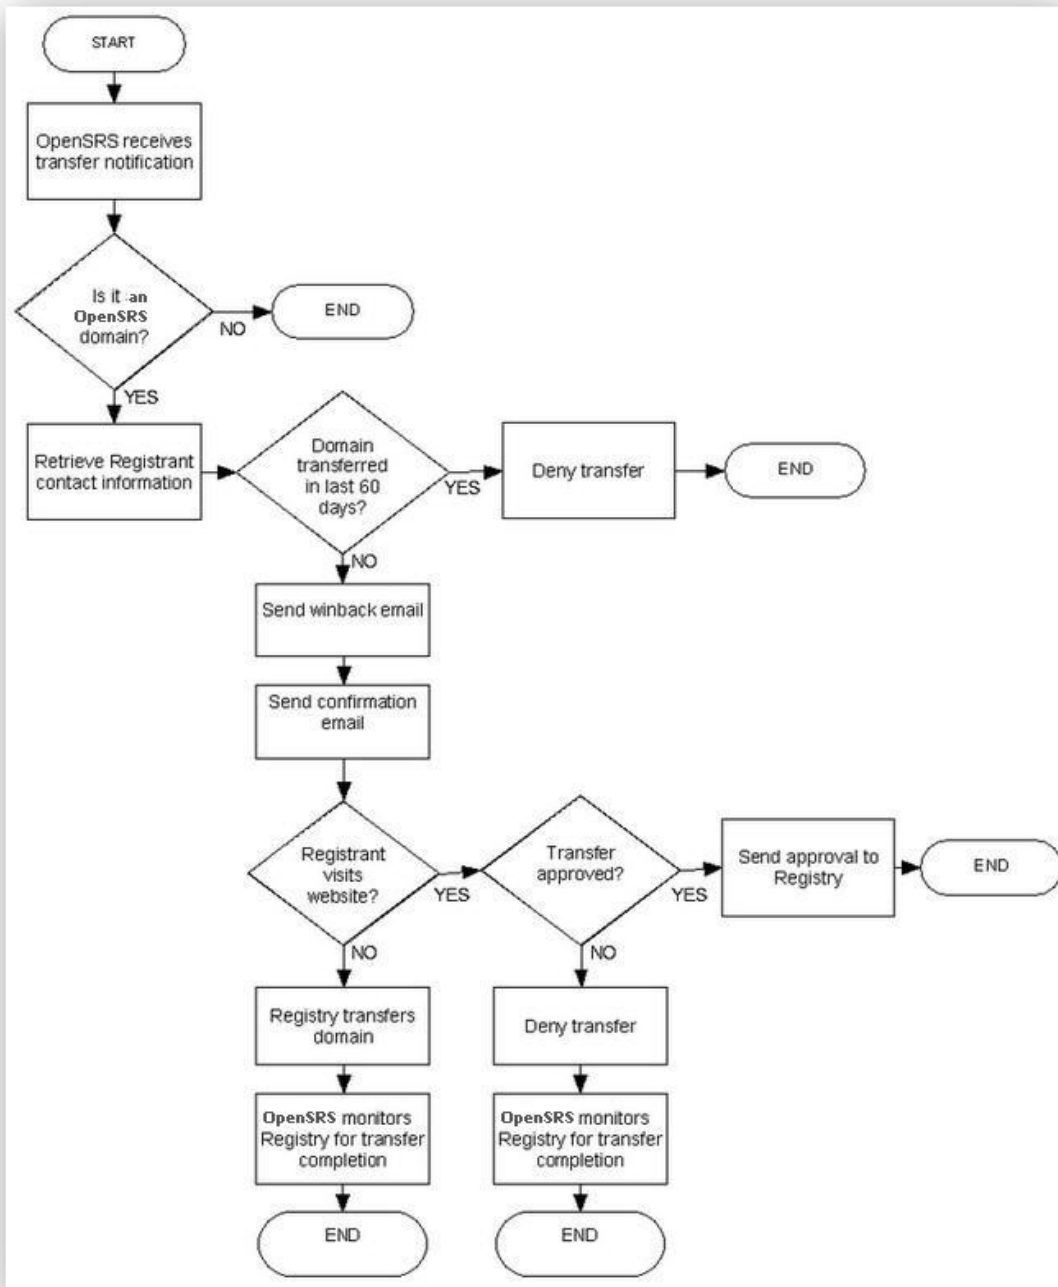 START
OpenSRS receives
transfer notification
Is it an
OpenSRS
domain?
NO
END
YES
Retrieve Registrant
contact information
Domain
transferred
in last 60
days?
YES
Deny transfer
END
NO
Send winback email
Send confirmation
email
Registrant
visits
website?
YES
Transfer
approved?
YES
Send approval to
Registry
END
NO
NO
Registry transfers
domain
Deny transfer
OpenSRS monitors
Registry for transfer
completion
OpenSRS monitors
Registry for transfer
completion
END
END